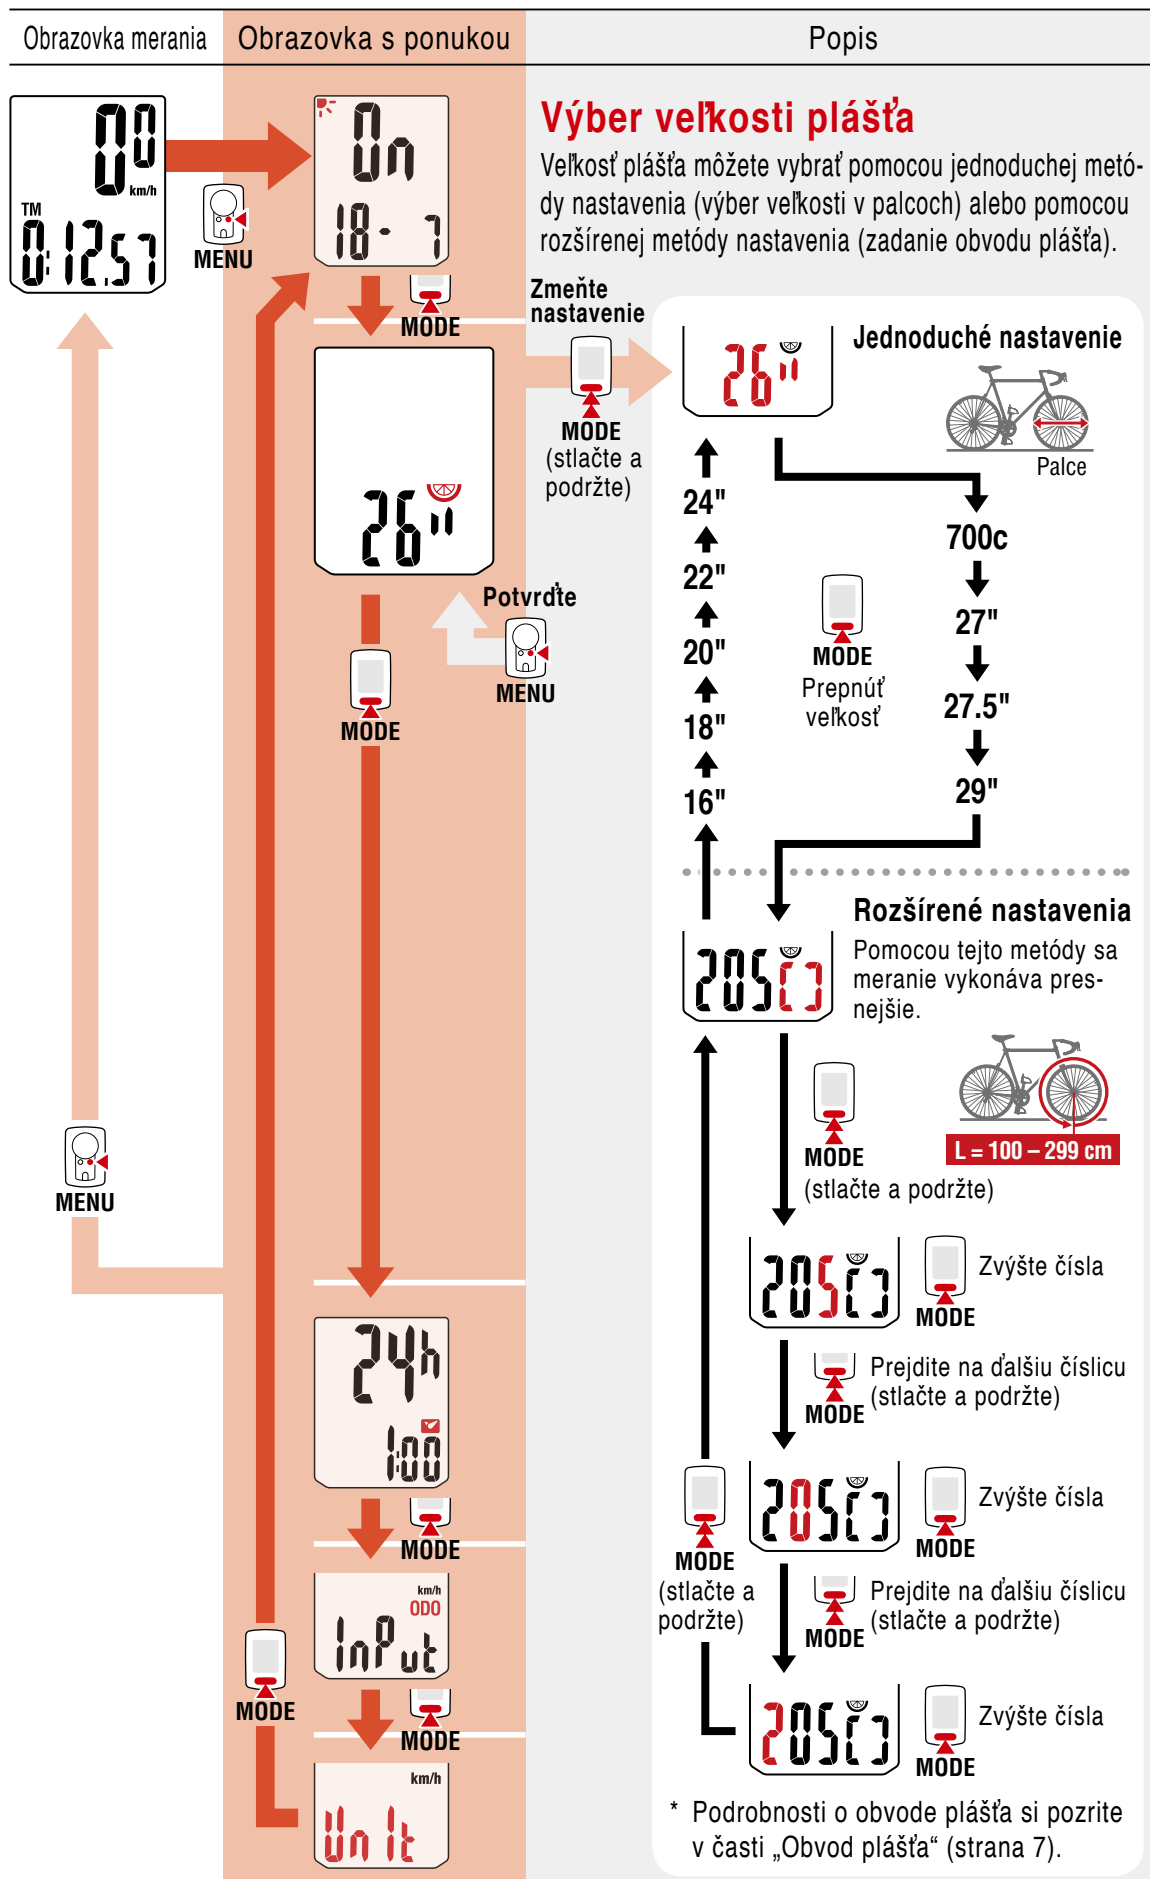 Obrazovka merania
Obrazovka s ponukou
Popis
00
km/h
TM
0:12.57
MENU
On
18- 7
MODE
Výber veľkosti plášťa
Veľkosť plášťa môžete vybrať pomocou jednoduchej metó-
dy nastavenia (výber veľkosti v palcoch) alebo pomocou
rozšírenej metódy nastavenia (zadanie obvodu plášťa).
Zmeňte
nastavenie
MODE
(stlačte a
podržte)
26"
26"
Jednoduché nastavenie
Palce
24"
22"
20"
18"
16"
700c
27"
27.5"
29"
MODE
Prepnúť
veľkosť
Potvrďte
MENU
MODE
Rozšírené nastavenia
Pomocou tejto metódy sa
meranie vykonáva pres-
nejšie.
205[]
L = 100 – 299 cm
MODE
(stlačte a podržte)
MENU
205[]
MODE
Zvýšte čísla
MODE
Prejdite na ďalšiu číslicu
(stlačte a podržte)
24h
1:00
MODE
205[]
MODE
Zvýšte čísla
MODE
(stlačte a
podržte)
MODE
Prejdite na ďalšiu číslicu
(stlačte a podržte)
km/h
ODO
InPut
MODE
MODE
205[]
MODE
Zvýšte čísla
km/h
UnIt
* Podrobnosti o obvode plášťa si pozrite
v časti „Obvod plášťa“ (strana 7).